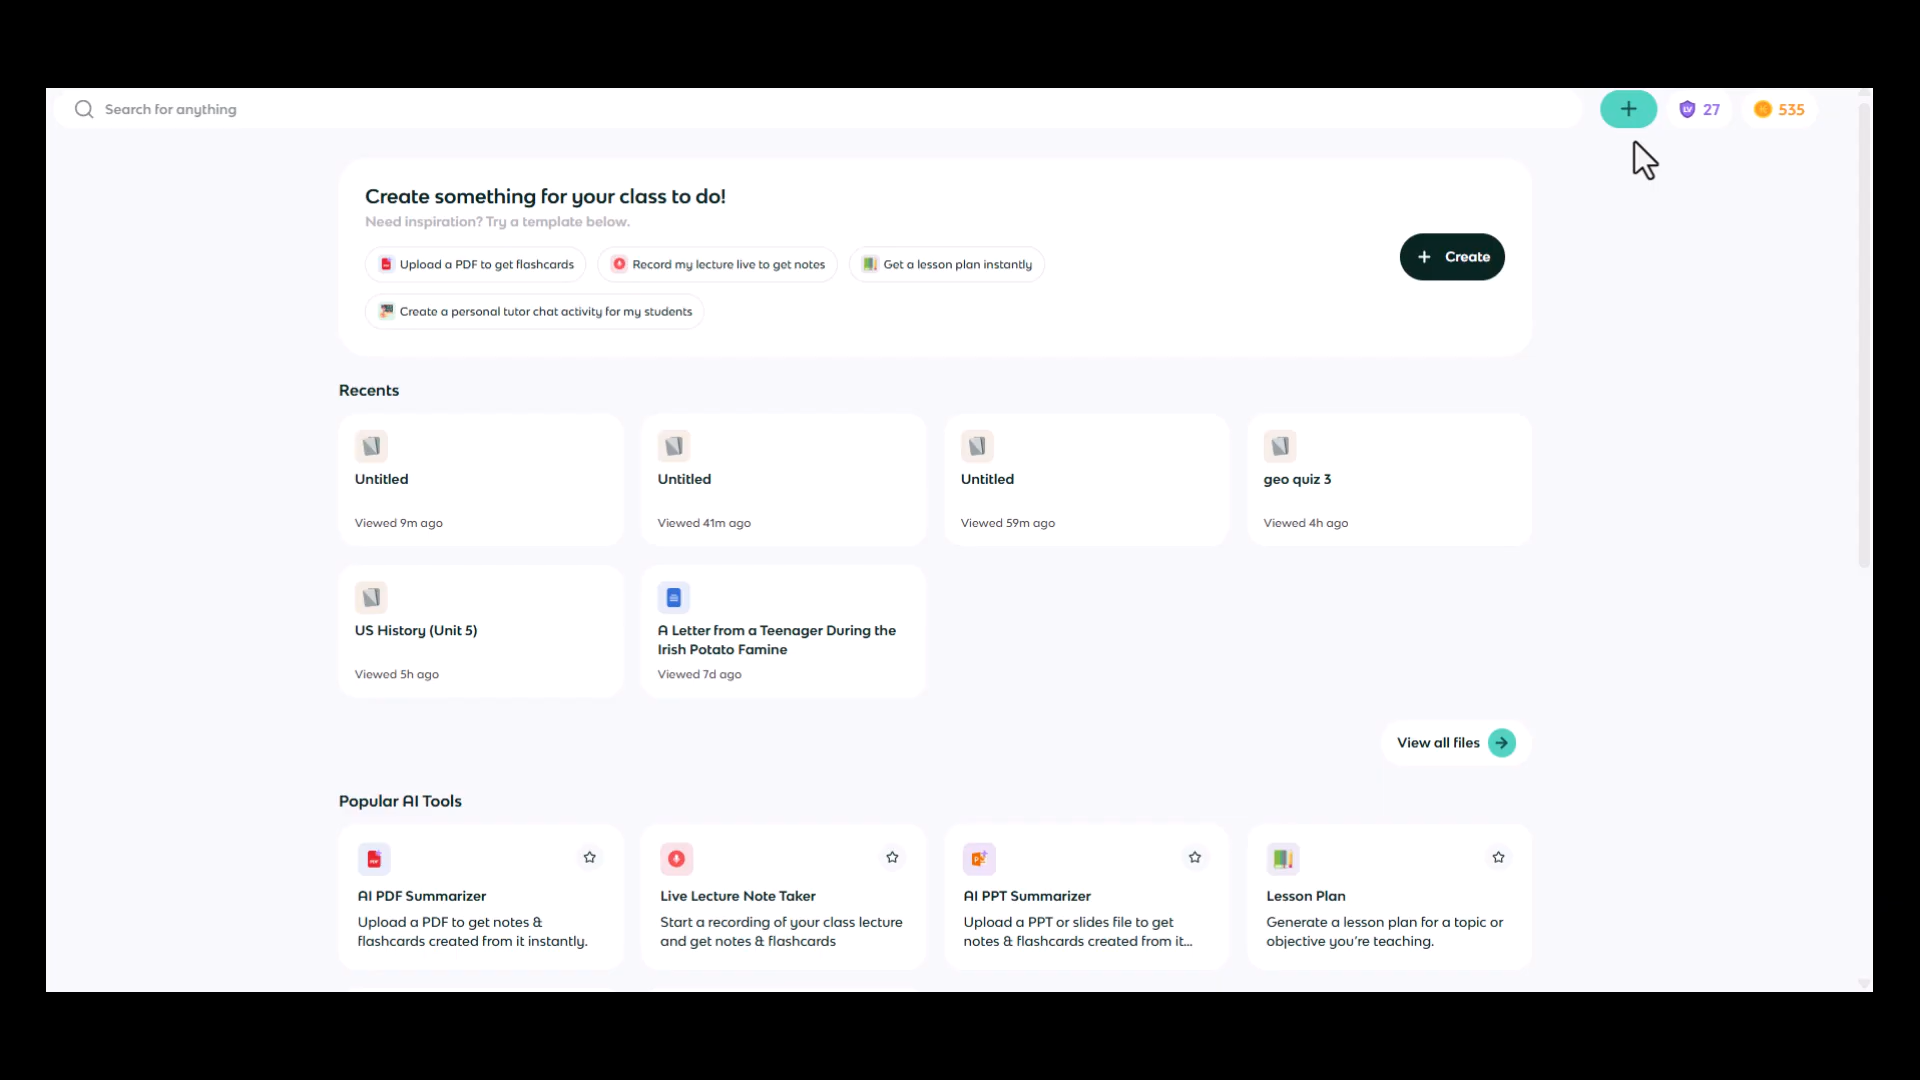 Search for anything
27
535
Create something for your class to do!
Need inspiration? Try a template below.
Upload a PDF to get flashcards
Record my lecture live to get notes
Get a lesson plan instantly
Create a personal tutor chat activity for my students
Create
Recents
Untitled
Viewed 9m ago
Untitled
Viewed 41m ago
Untitled
Viewed 59m ago
geo quiz 3
Viewed 4h ago
US History (Unit 5)
Viewed 5h ago
A Letter from a Teenager During the
Irish Potato Famine
Viewed 7d ago
View all files
Popular AI Tools
AI PDF Summarizer
Upload a PDF to get notes &
flashcards created from it instantly.
Live Lecture Note Taker
Start a recording of your class lecture
and get notes & flashcards
AI PPT Summarizer
Upload a PPT or slides file to get
notes & flashcards created from it...
Lesson Plan
Generate a lesson plan for a topic or
objective you're teaching.